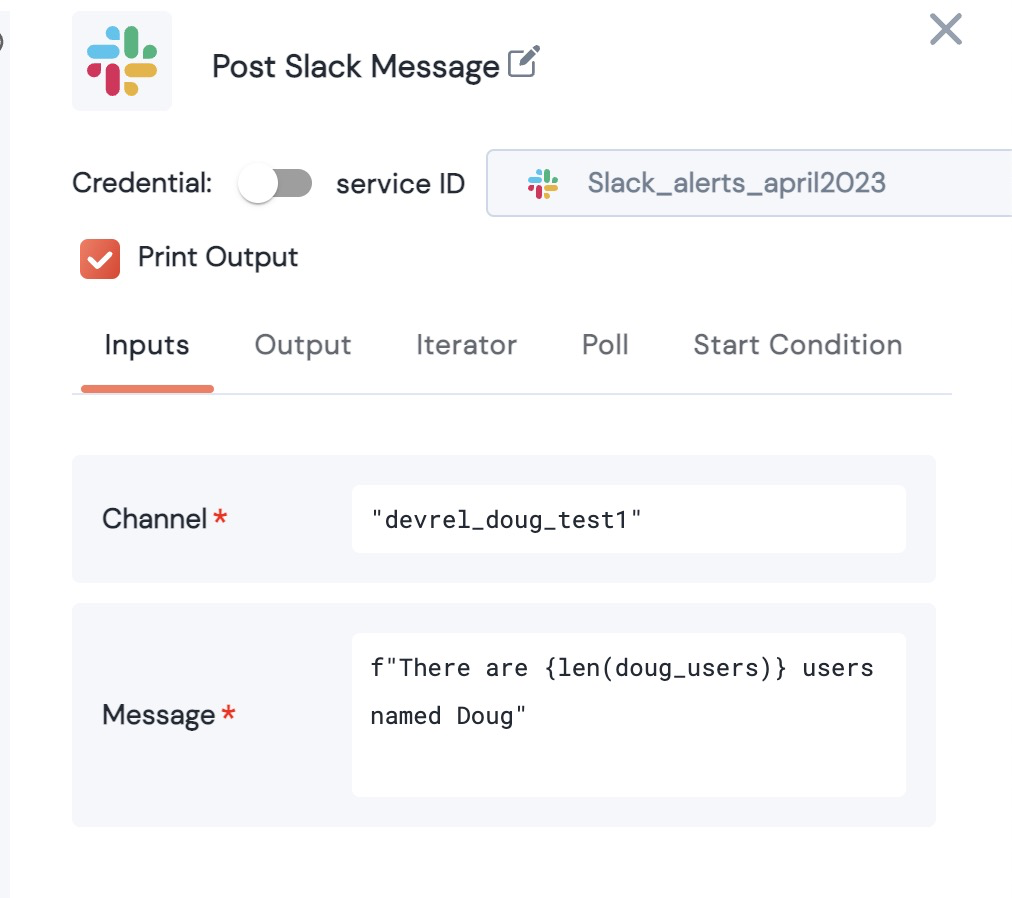 Post Slack Message
Credential: service ID Slack_alerts_april2023
Print Output
Inputs Output Iterator Poll Start Condition
Channel * "devrel_doug_test1"
f"There are {len(doug_users)} users
Message * named Doug"